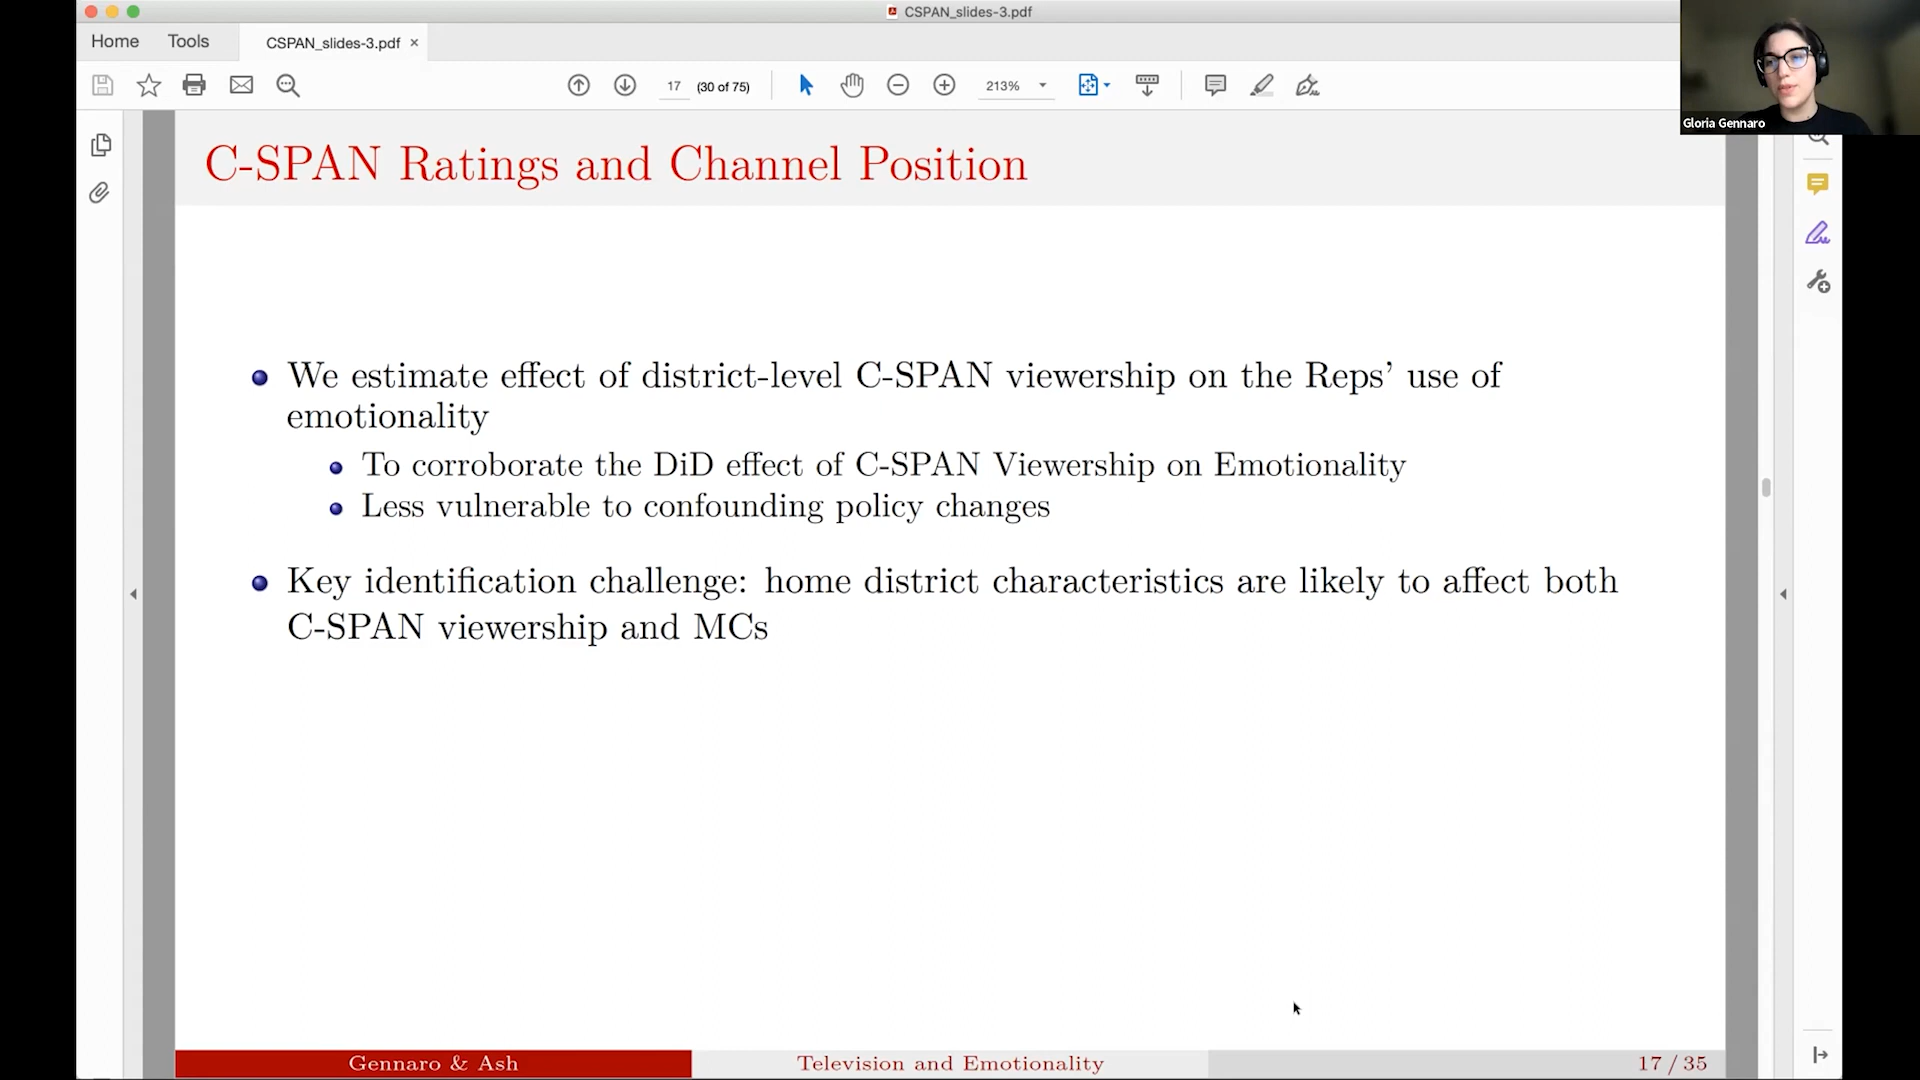 CSPAN_slides-3.pdf
Home Tools CSPAN_slides-3.pdf ×
17 (30 of 75) 213%
Gloria Gennaro
C-SPAN Ratings and Channel Position
We estimate effect of district-level C-SPAN viewership on the Reps' use of
emotionality
To corroborate the DiD effect of C-SPAN Viewership on Emotionality
Less vulnerable to confounding policy changes
Key identification challenge: home district characteristics are likely to affect both
C-SPAN viewership and MCs
Gennaro & Ash Television and Emotionality 17 / 35